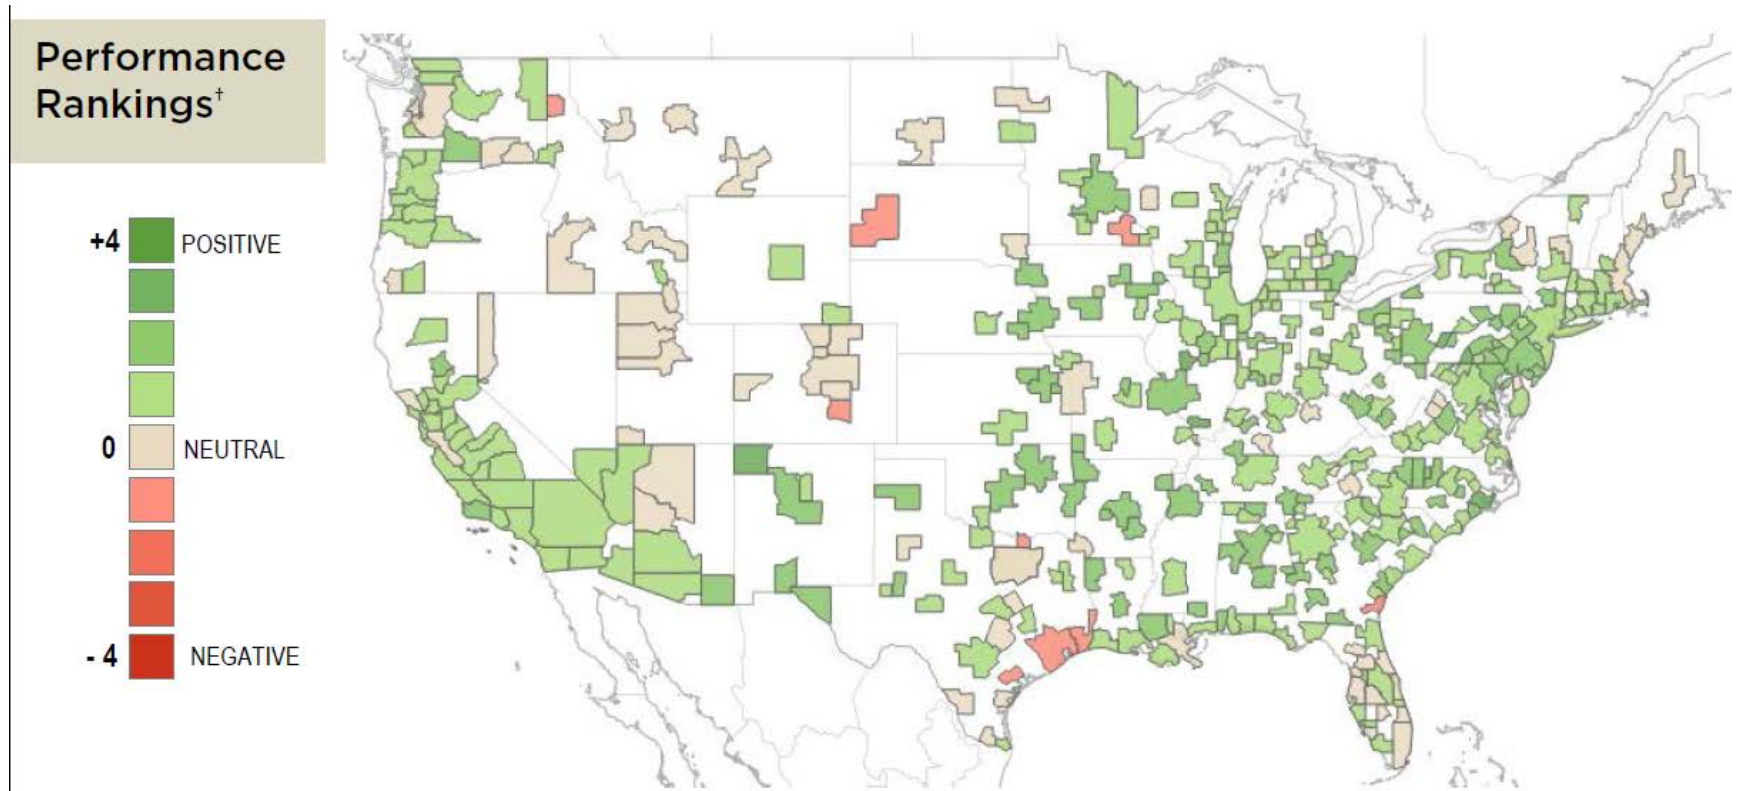 Performance
Rankings†
+4 POSITIVE
0 NEUTRAL
- 4 NEGATIVE